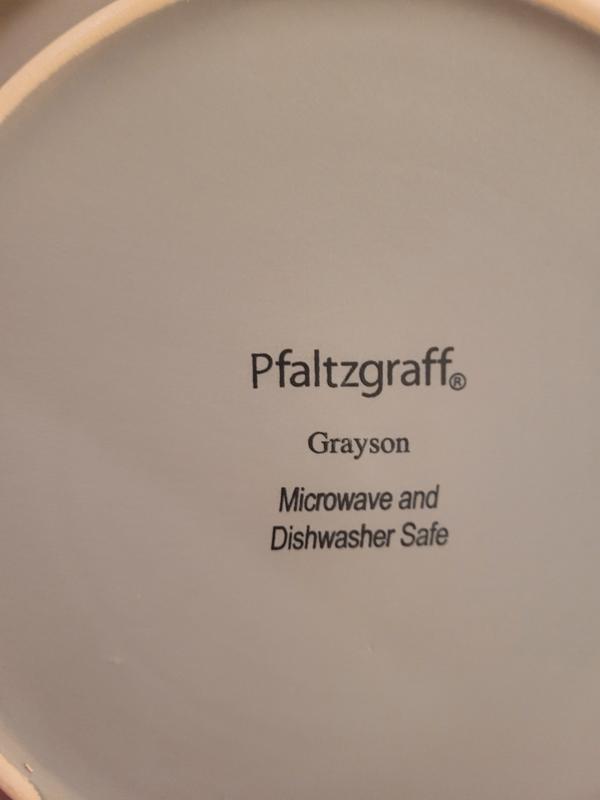 Pfaltzgraff®
Grayson
Microwave and
Dishwasher Safe